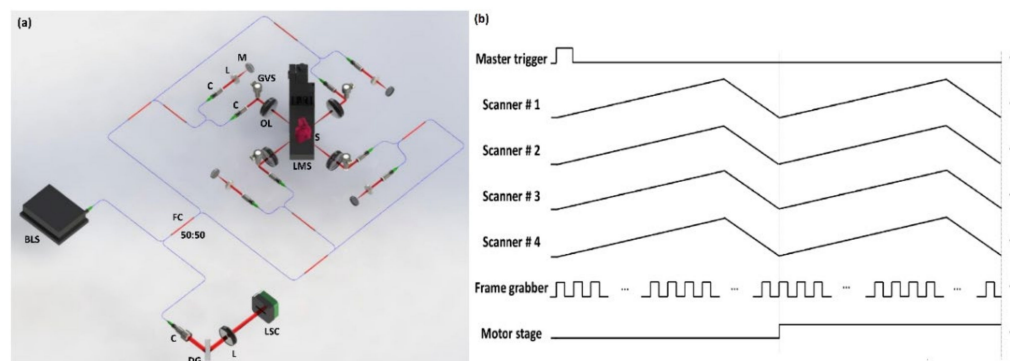 (a)
M
L
GVS
C
C
OL
S
LMS
FC
50:50
BLS
LSC
C
L
DG
(b)
Master trigger
Scanner # 1
Scanner # 2
Scanner # 3
Scanner # 4
Frame grabber
... ... ... ...
Motor stage